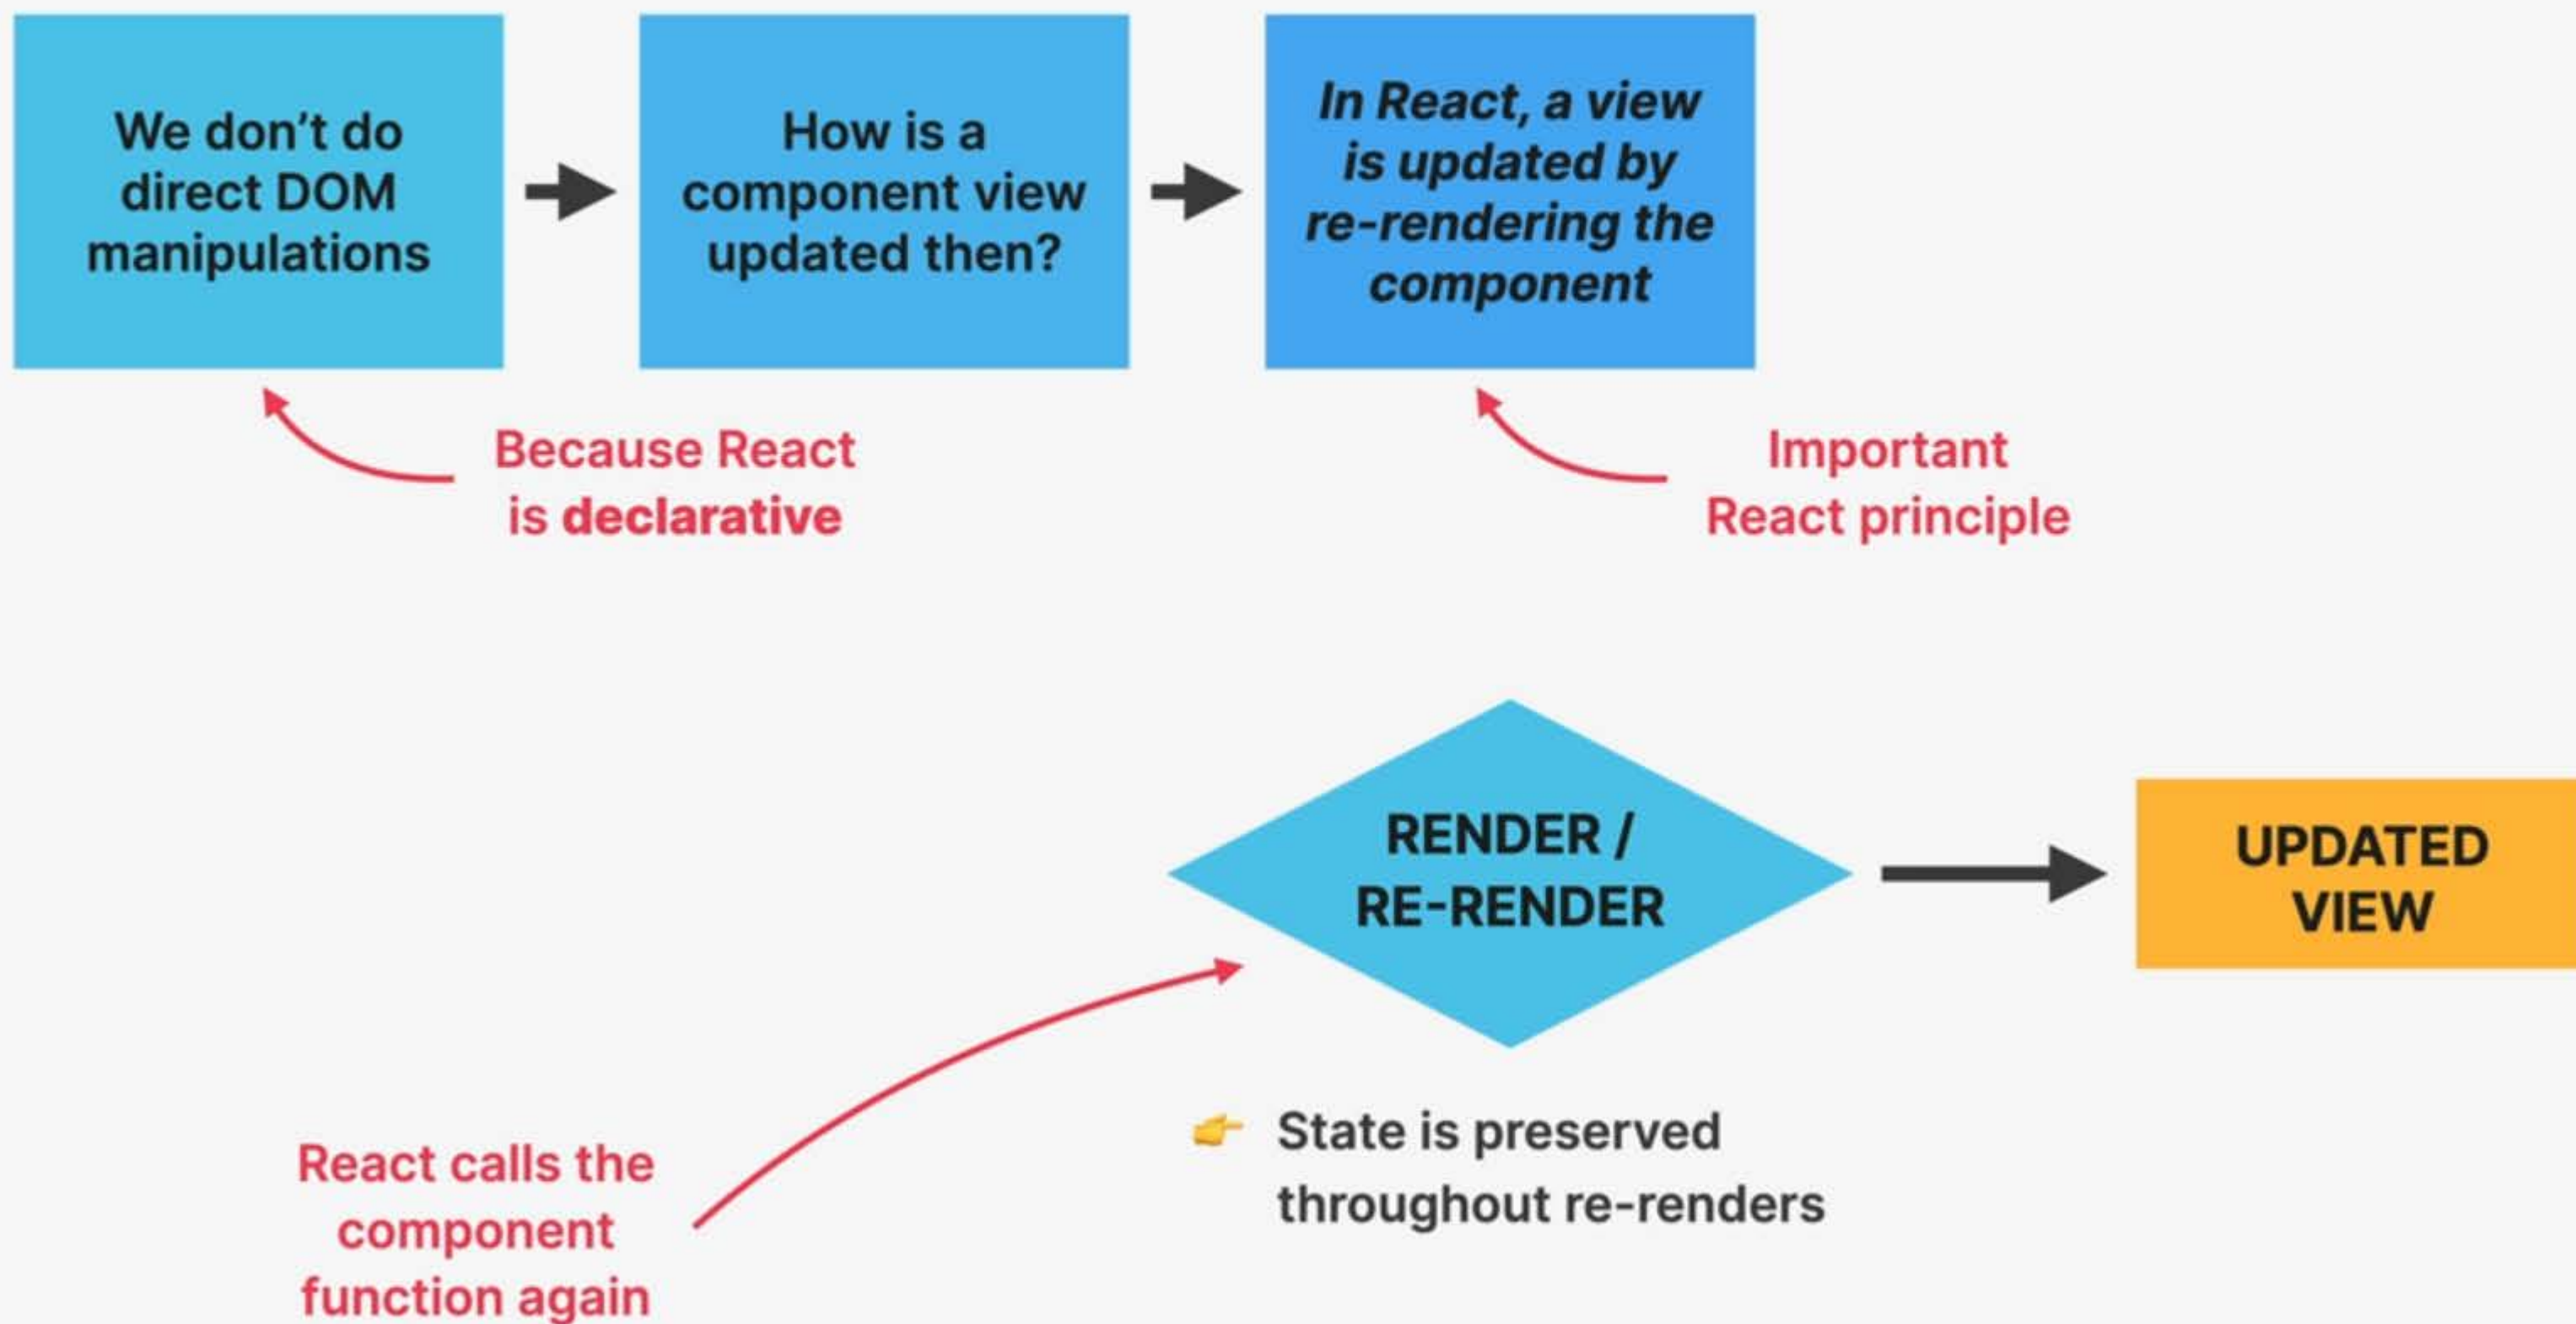 We don’t do
direct DOM
manipulations
How is a
component view
updated then?
In React, a view
is updated by
re-rendering the
component
Because React
is declarative
Important
React principle
RENDER /
RE-RENDER
UPDATED
VIEW
👉 State is preserved
throughout re-renders
React calls the
component
function again